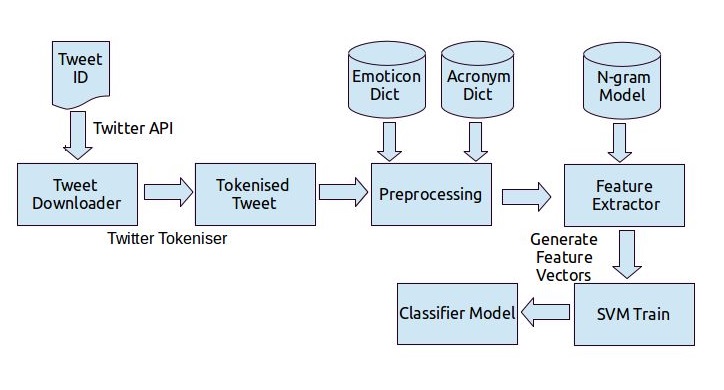 Tweet
ID
Emoticon
Dict
Acronym
Dict
N-gram
Model
Twitter API
Tweet
Downloader
Tokenised
Tweet
Preprocessing
Feature
Extractor
Twitter Tokeniser
Generate
Feature
Vectors
Classifier Model
SVM Train